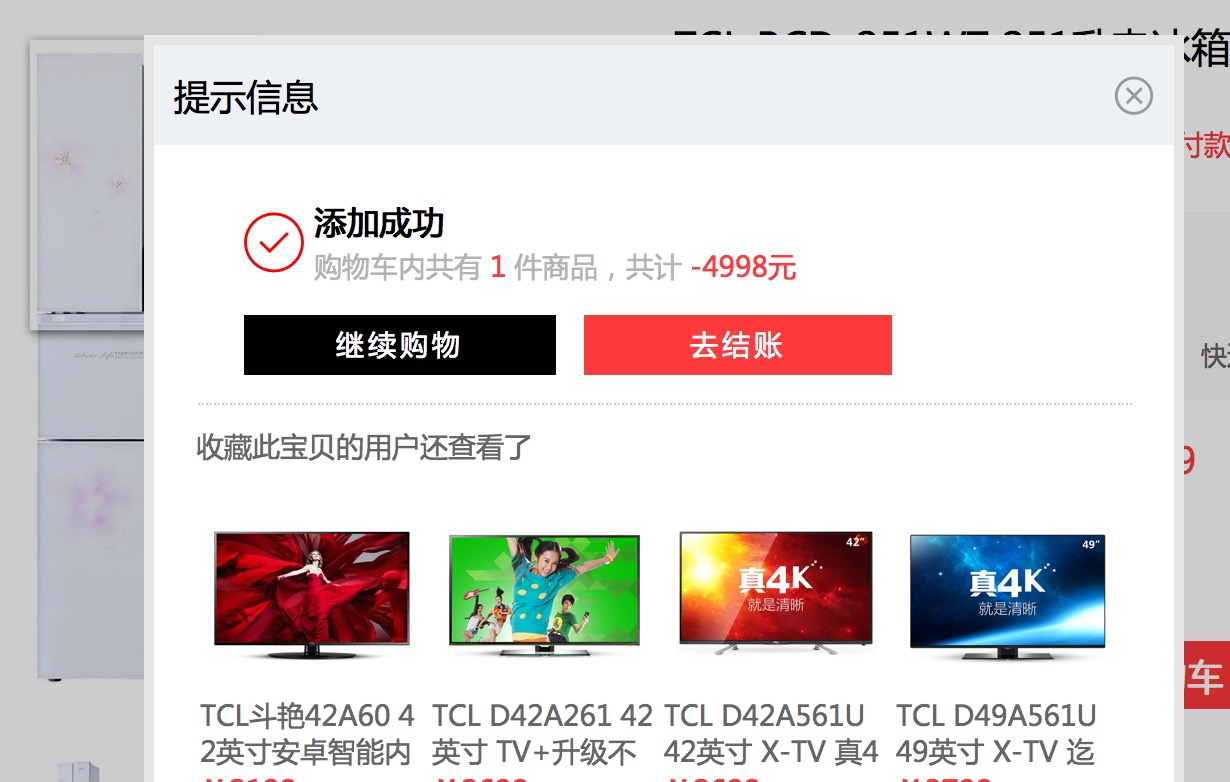 提示信息
付款
添加成功
购物车内共有 1 件商品，共计 -4998元
继续购物
去结账
9
收藏此宝贝的用户还查看了
42"
真4K
就是清晰
49"
真4K
就是清晰
车
TCL斗艳42A60 4
2英寸安卓智能内
TCL D42A261 42
英寸 TV+升级不
TCL D42A561U
42英寸 X-TV 真4
TCL D49A561U
49英寸 X-TV 迄